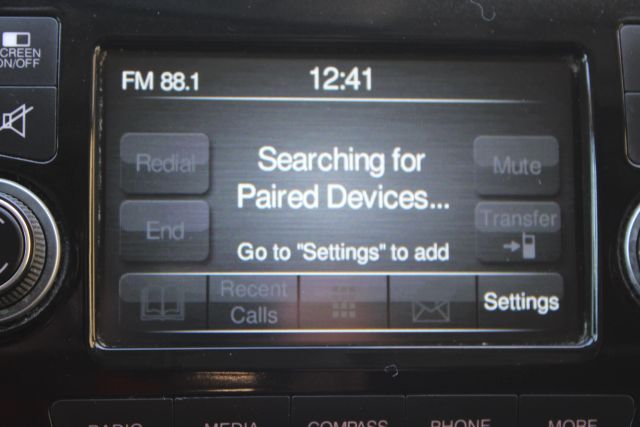 SCREEN
ON/OFF
FM 88.1
12:41
Redial
Searching for
Paired Devices...
Mute
End
Transfer
Go to "Settings" to add
Recent
Calls
Settings
RADIO
MEDIA
COMPASS
PHONE
MORE